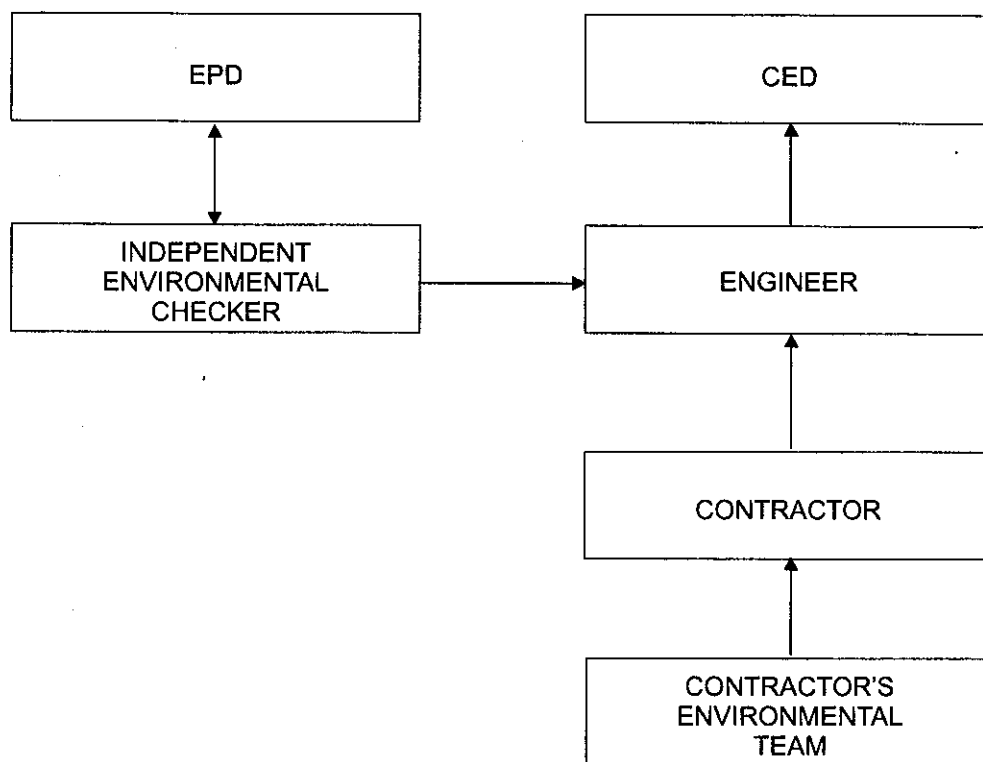 EPD
CED
INDEPENDENT
ENVIRONMENTAL
CHECKER
ENGINEER
CONTRACTOR
CONTRACTOR'S
ENVIRONMENTAL
TEAM